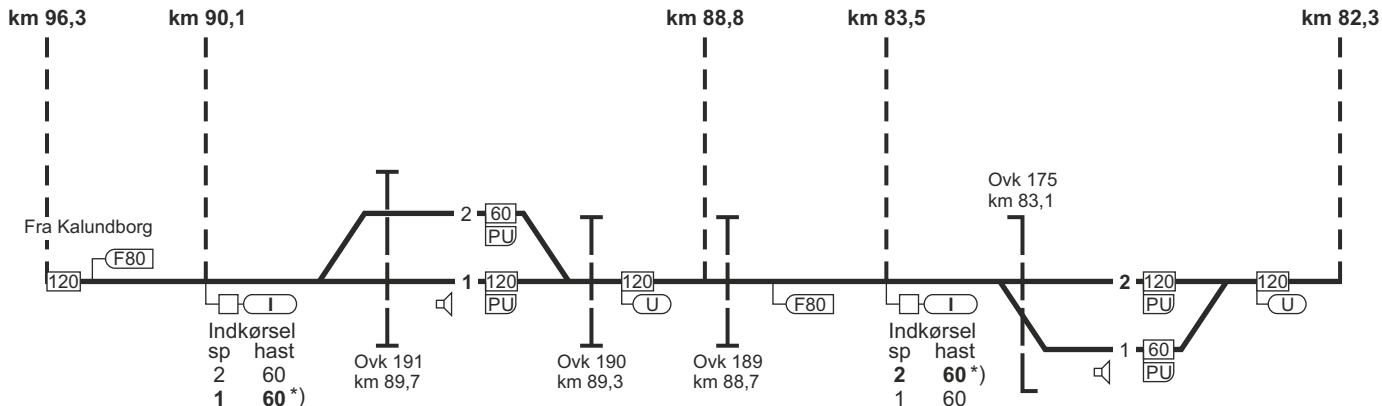 km 96,3 km 90,1 km 88,8 km 83,5 km 82,3
Ovk 175
km 83,1
2 60
PU
Fra Kalundborg
F80
120 1 120 120 2 120 120
PU U PU U
I F80 I
Indkørsel
sp hast
2 60
1 60 *)
Ovk 191
km 89,7
Ovk 190
km 89,3
Ovk 189
km 88,7
Indkørsel
sp hast
2 60 *)
1 60
1 60
PU